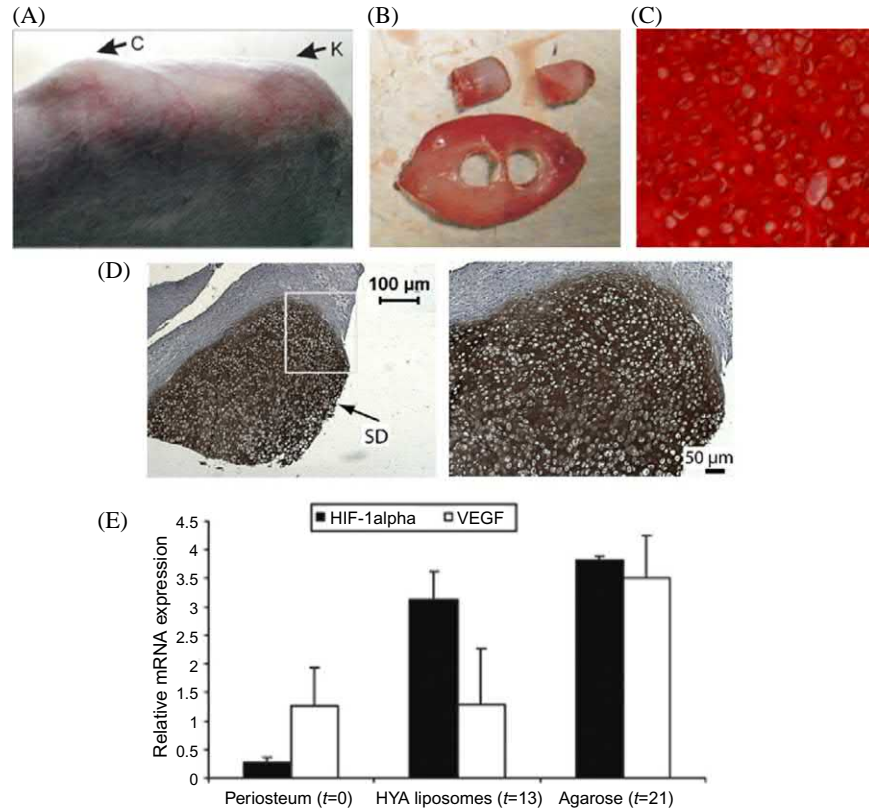 (A)
C
K
(B)
(C)
(D)
100 μm
SD
50 μm
(E)
HIF-1alpha
VEGF
Relative mRNA expression
4.5
4
3.5
3
2.5
2
1.5
1
0.5
0
Periosteum (t=0)
HYA liposomes (t=13)
Agarose (t=21)